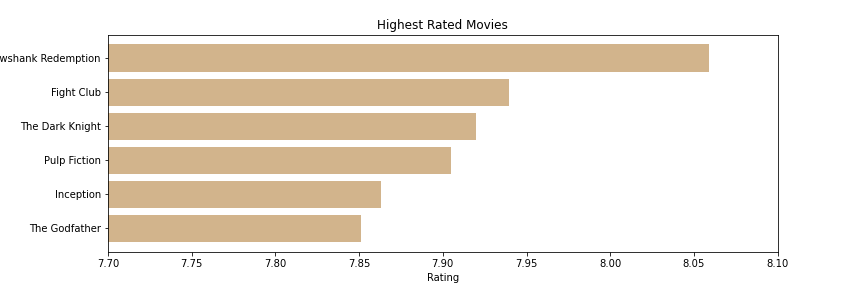 Highest Rated Movies
wshank Redemption
Fight Club
The Dark Knight
Pulp Fiction
Inception
The Godfather
7.70 7.75 7.80 7.85 7.90 7.95 8.00 8.05 8.10
Rating